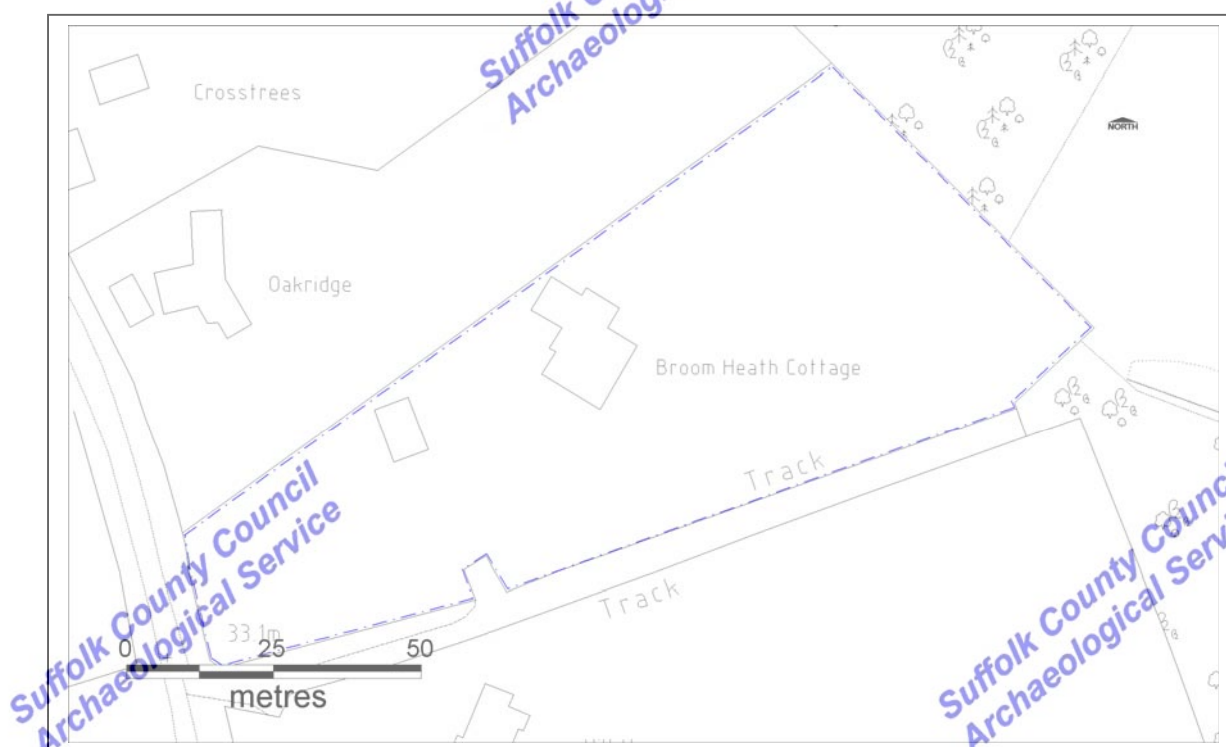 Suffolk County Council
Archaeological Service
Crosstrees
NORTH
Oakridge
Broom Heath Cottage
Track
Track
Suffolk County Council
Archaeological Service
33.1m
0 25 50
metres
Suffolk County Council
Archaeological Service